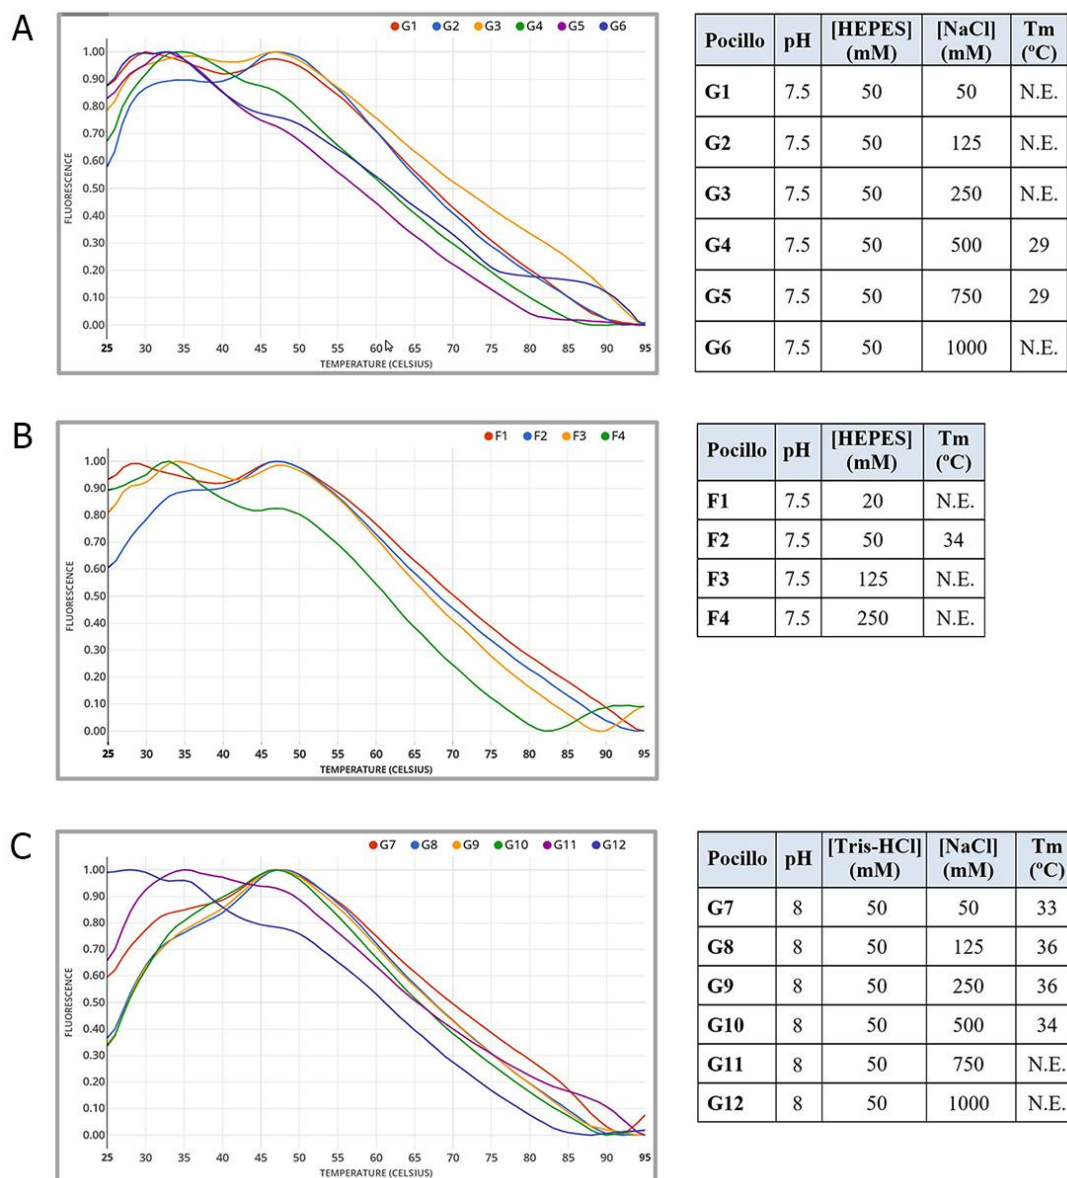 A
G1 G2 G3 G4 G5 G6
1.00
0.90
0.80
0.70
0.60
0.50
0.40
0.30
0.20
0.10
0.00
FLUORESCENCE
25 30 35 40 45 50 55 60 65 70 75 80 85 90 95
TEMPERATURE (CELSIUS)
Pocillo pH [HEPES] (mM) [NaCl] (mM) Tm (ºC)
G1 7.5 50 50 N.E.
G2 7.5 50 125 N.E.
G3 7.5 50 250 N.E.
G4 7.5 50 500 29
G5 7.5 50 750 29
G6 7.5 50 1000 N.E.
B
F1 F2 F3 F4
1.00
0.90
0.80
0.70
0.60
0.50
0.40
0.30
0.20
0.10
0.00
FLUORESCENCE
25 30 35 40 45 50 55 60 65 70 75 80 85 90 95
TEMPERATURE (CELSIUS)
Pocillo pH [HEPES] (mM) Tm (ºC)
F1 7.5 20 N.E.
F2 7.5 50 34
F3 7.5 125 N.E.
F4 7.5 250 N.E.
C
G7 G8 G9 G10 G11 G12
1.00
0.90
0.80
0.70
0.60
0.50
0.40
0.30
0.20
0.10
0.00
FLUORESCENCE
25 30 35 40 45 50 55 60 65 70 75 80 85 90 95
TEMPERATURE (CELSIUS)
Pocillo pH [Tris-HCl] (mM) [NaCl] (mM) Tm (ºC)
G7 8 50 50 33
G8 8 50 125 36
G9 8 50 250 36
G10 8 50 500 34
G11 8 50 750 N.E.
G12 8 50 1000 N.E.